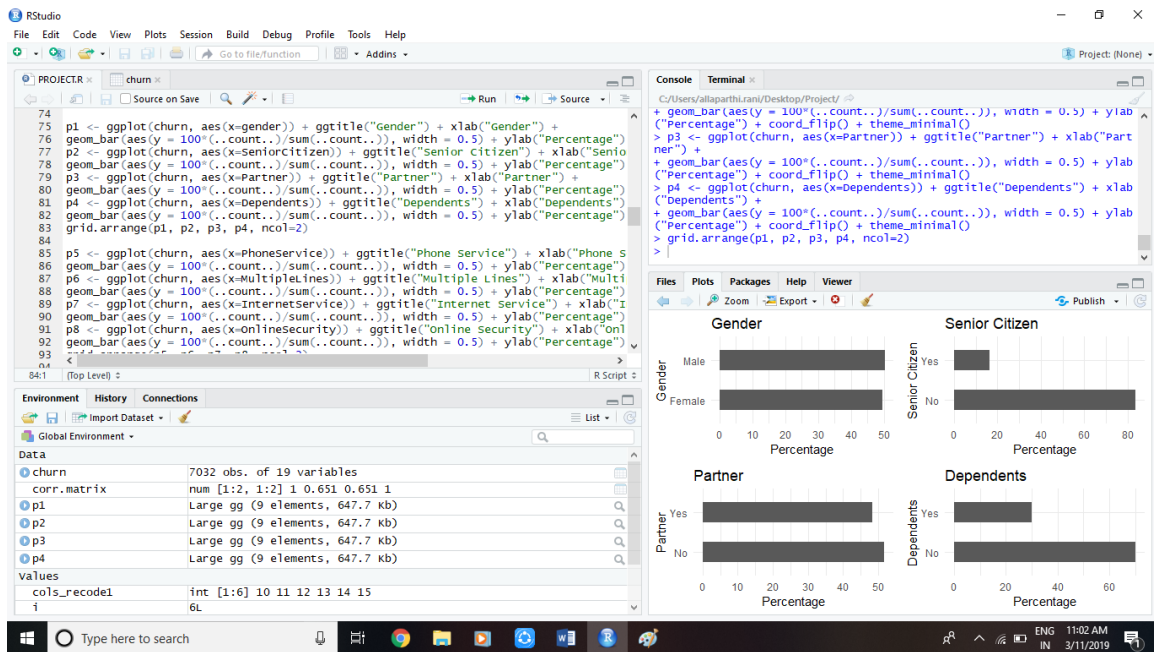 RStudio
File Edit Code View Plots Session Build Debug Profile Tools Help
Go to file/function Addins Project: (None)
PROJECT.R churn
Source on Save Run Source
74
75 p1 <- ggplot(churn, aes(x=gender)) + ggtitle("Gender") + xlab("Gender") +
76 geom_bar(aes(y = 100*(..count..)/sum(..count..)), width = 0.5) + ylab("Percentage")
77 p2 <- ggplot(churn, aes(x=SeniorCitizen)) + ggtitle("Senior Citizen") + xlab("Senio
78 geom_bar(aes(y = 100*(..count..)/sum(..count..)), width = 0.5) + ylab("Percentage")
79 p3 <- ggplot(churn, aes(x=Partner)) + ggtitle("Partner") + xlab("Partner") +
80 geom_bar(aes(y = 100*(..count..)/sum(..count..)), width = 0.5) + ylab("Percentage")
81 p4 <- ggplot(churn, aes(x=Dependents)) + ggtitle("Dependents") + xlab("Dependents")
82 geom_bar(aes(y = 100*(..count..)/sum(..count..)), width = 0.5) + ylab("Percentage")
83 grid.arrange(p1, p2, p3, p4, ncol=2)
84
85 p5 <- ggplot(churn, aes(x=PhoneService)) + ggtitle("Phone Service") + xlab("Phone S
86 geom_bar(aes(y = 100*(..count..)/sum(..count..)), width = 0.5) + ylab("Percentage")
87 p6 <- ggplot(churn, aes(x=MultipleLines)) + ggtitle("Multiple Lines") + xlab("Multi
88 geom_bar(aes(y = 100*(..count..)/sum(..count..)), width = 0.5) + ylab("Percentage")
89 p7 <- ggplot(churn, aes(x=InternetService)) + ggtitle("Internet Service") + xlab("I
90 geom_bar(aes(y = 100*(..count..)/sum(..count..)), width = 0.5) + ylab("Percentage")
91 p8 <- ggplot(churn, aes(x=OnlineSecurity)) + ggtitle("Online Security") + xlab("Onl
92 geom_bar(aes(y = 100*(..count..)/sum(..count..)), width = 0.5) + ylab("Percentage")
93
84:1 (Top Level) R Script
Environment History Connections
Import Dataset List
Global Environment
Data
churn 7032 obs. of 19 variables
corr.matrix num [1:2, 1:2] 1 0.651 0.651 1
p1 Large gg (9 elements, 647.7 Kb)
p2 Large gg (9 elements, 647.7 Kb)
p3 Large gg (9 elements, 647.7 Kb)
p4 Large gg (9 elements, 647.7 Kb)
Values
cols_recode1 int [1:6] 10 11 12 13 14 15
i 6L
Console Terminal
C:/Users/allaparthi.rani/Desktop/Project/
+ geom_bar(aes(y = 100*(..count..)/sum(..count..)), width = 0.5) + ylab
("Percentage") + coord_flip() + theme_minimal()
> p3 <- ggplot(churn, aes(x=Partner)) + ggtitle("Partner") + xlab("Part
ner") +
+ geom_bar(aes(y = 100*(..count..)/sum(..count..)), width = 0.5) + ylab
("Percentage") + coord_flip() + theme_minimal()
> p4 <- ggplot(churn, aes(x=Dependents)) + ggtitle("Dependents") + xlab
("Dependents") +
+ geom_bar(aes(y = 100*(..count..)/sum(..count..)), width = 0.5) + ylab
("Percentage") + coord_flip() + theme_minimal()
> grid.arrange(p1, p2, p3, p4, ncol=2)
>
Files Plots Packages Help Viewer
Zoom Export Publish
Gender
Gender
Male
Female
0 10 20 30 40 50
Percentage
Senior Citizen
Senior Citizen
Yes
No
0 20 40 60 80
Percentage
Partner
Partner
Yes
No
0 10 20 30 40 50
Percentage
Dependents
Dependents
Yes
No
0 20 40 60
Percentage
Type here to search
ENG 11:02 AM
IN 3/11/2019